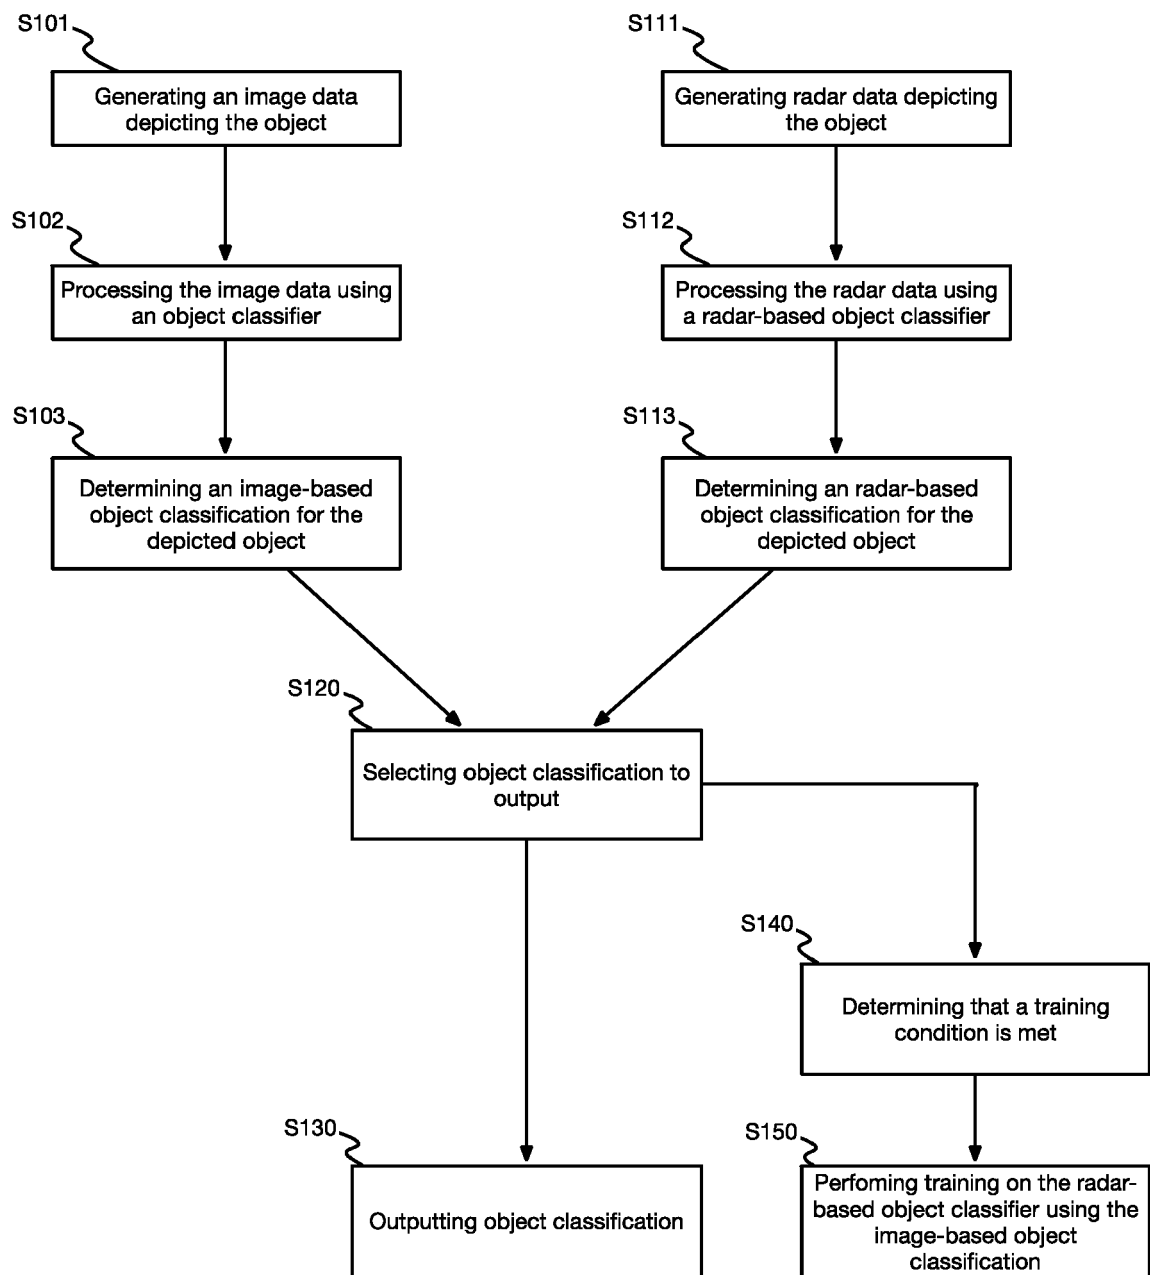 S101
Generating an image data
depicting the object
S111
Generating radar data depicting
the object
S102
Processing the image data using
an object classifier
S112
Processing the radar data using
a radar-based object classifier
S103
Determining an image-based
object classification for the
depicted object
S113
Determining an radar-based
object classification for the
depicted object
S120
Selecting object classification to
output
S140
Determining that a training
condition is met
S130
Outputting object classification
S150
Perfoming training on the radar-
based object classifier using the
image-based object
classification